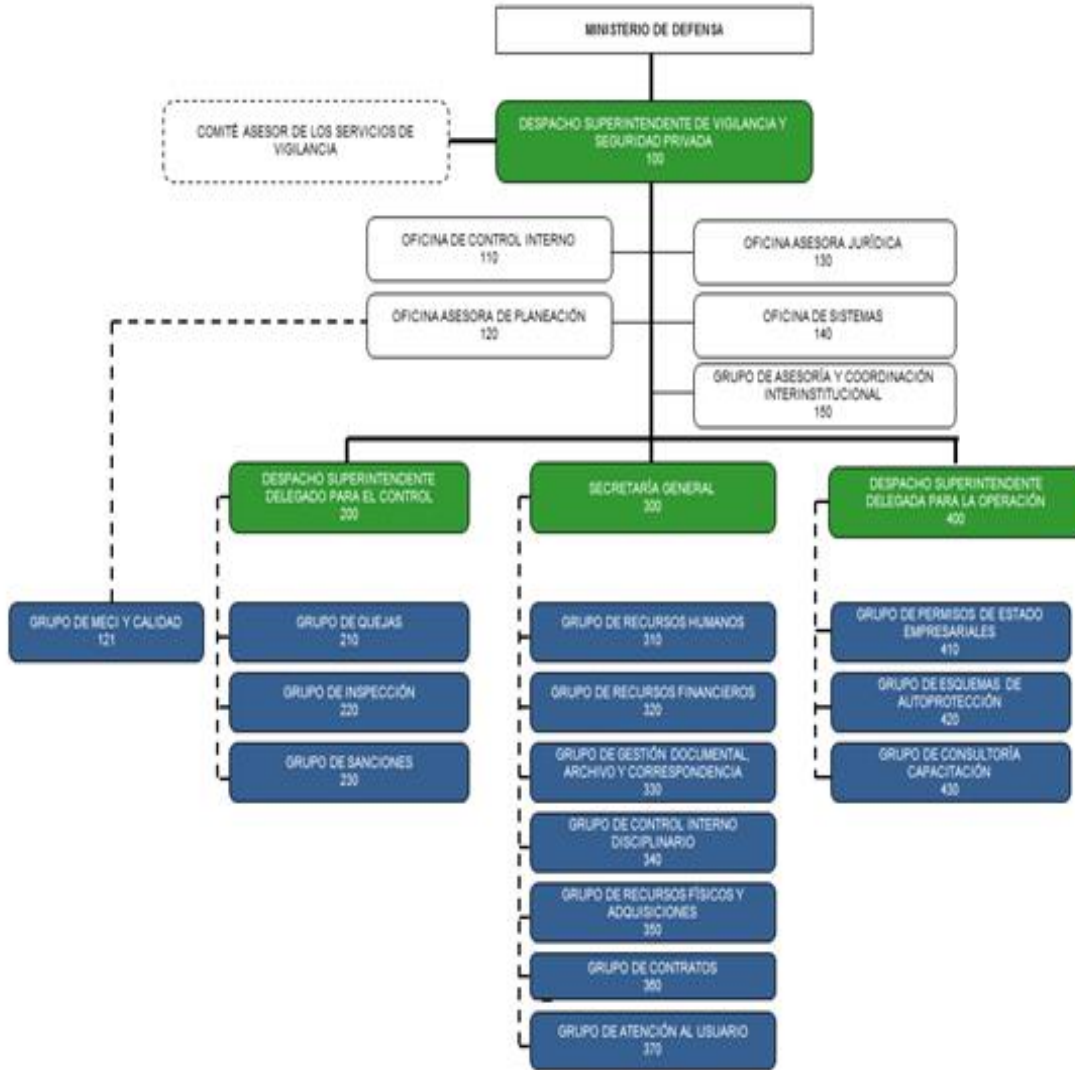 MINISTERIO DE DEFENSA
COMITÉ ASESOR DE LOS SERVICIOS DE
VIGILANCIA
DESPACHO SUPERINTENDENTE DE VIGILANCIA Y
SEGURIDAD PRIVADA
100
OFICINA DE CONTROL INTERNO
110
OFICINA ASESORA JURÍDICA
130
OFICINA ASESORA DE PLANEACIÓN
120
OFICINA DE SISTEMAS
140
GRUPO DE ASESORÍA Y COORDINACIÓN
INTERINSTITUCIONAL
150
DESPACHO SUPERINTENDENTE
DELEGADO PARA EL CONTROL
200
SECRETARÍA GENERAL
300
DESPACHO SUPERINTENDENTE
DELEGADA PARA LA OPERACIÓN
400
GRUPO DE MECI Y CALIDAD
121
GRUPO DE QUEJAS
210
GRUPO DE INSPECCIÓN
220
GRUPO DE SANCIONES
230
GRUPO DE RECURSOS HUMANOS
310
GRUPO DE RECURSOS FINANCIEROS
320
GRUPO DE GESTIÓN DOCUMENTAL,
ARCHIVO Y CORRESPONDENCIA
330
GRUPO DE CONTROL INTERNO
DISCIPLINARIO
340
GRUPO DE RECURSOS FÍSICOS Y
ADQUISICIONES
350
GRUPO DE CONTRATOS
360
GRUPO DE ATENCIÓN AL USUARIO
370
GRUPO DE PERMISOS DE ESTADO
EMPRESARIALES
410
GRUPO DE ESQUEMAS DE
AUTOPROTECCIÓN
420
GRUPO DE CONSULTORÍA
CAPACITACIÓN
430